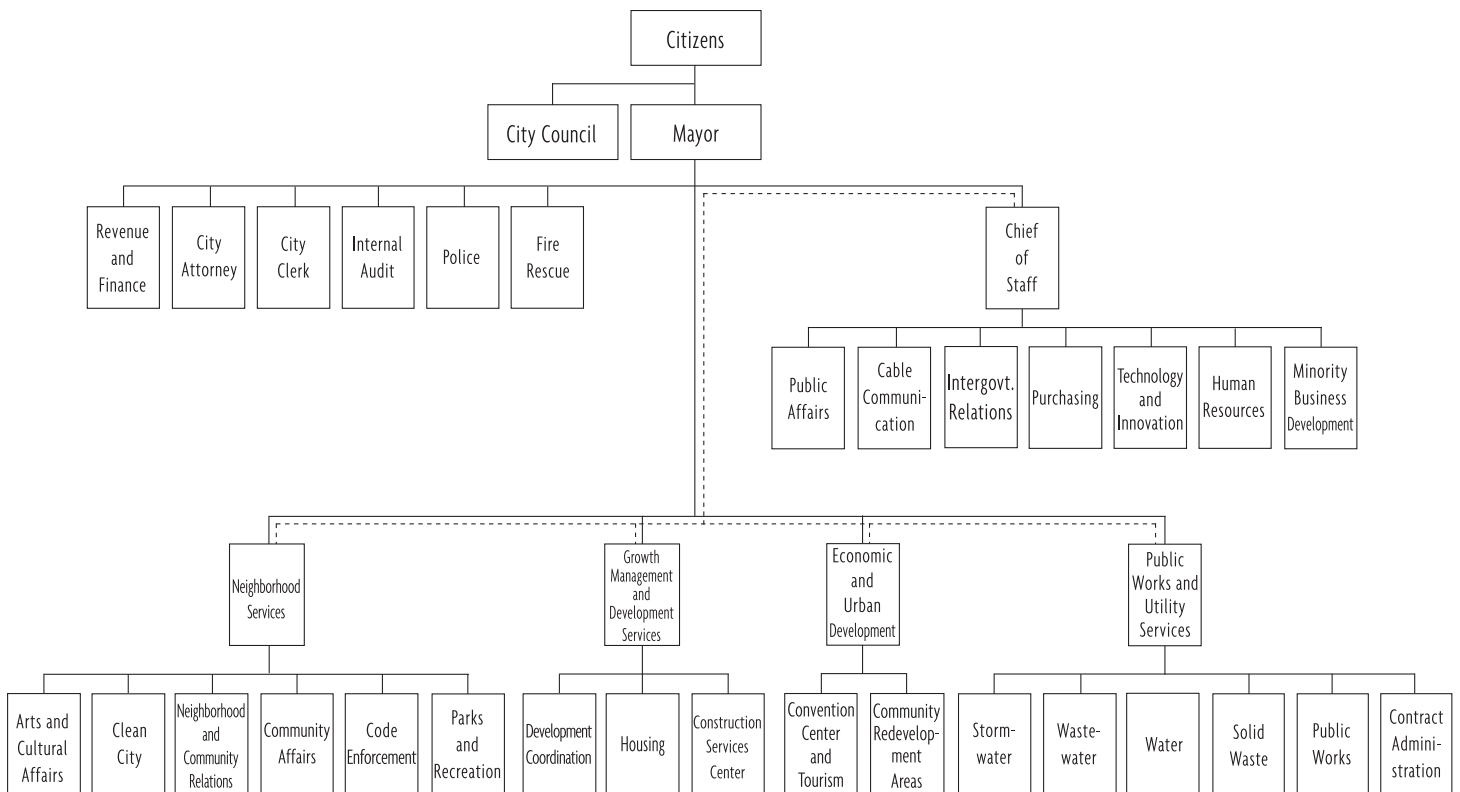 Citizens
City Council
Mayor
Revenue
and
Finance
City
Attorney
City
Clerk
Internal
Audit
Police
Fire
Rescue
Chief
of
Staff
Public
Affairs
Cable
Communi-
cation
Intergovt.
Relations
Purchasing
Technology
and
Innovation
Human
Resources
Minority
Business
Development
Neighborhood
Services
Growth
Management
and
Development
Services
Economic
and
Urban
Development
Public
Works and
Utility
Services
Arts and
Cultural
Affairs
Clean
City
Neighborhood
and
Community
Relations
Community
Affairs
Code
Enforcement
Parks
and
Recreation
Development
Coordination
Housing
Construction
Services
Center
Convention
Center
and
Tourism
Community
Redevelop-
ment
Areas
Storm-
water
Waste-
water
Water
Solid
Waste
Public
Works
Contract
Admini-
stration